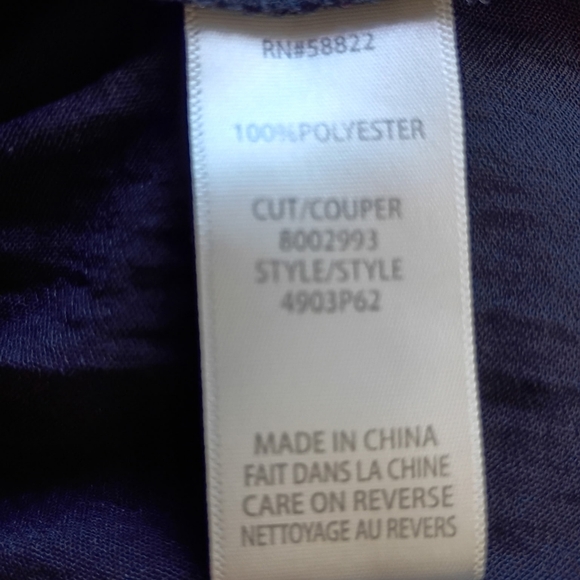 RN#58822
100%POLYESTER
CUT/COUPER
8002993
STYLE/STYLE
4903P62
MADE IN CHINA
FAIT DANS LA CHINE
CARE ON REVERSE
NETTOYAGE AU REVERS